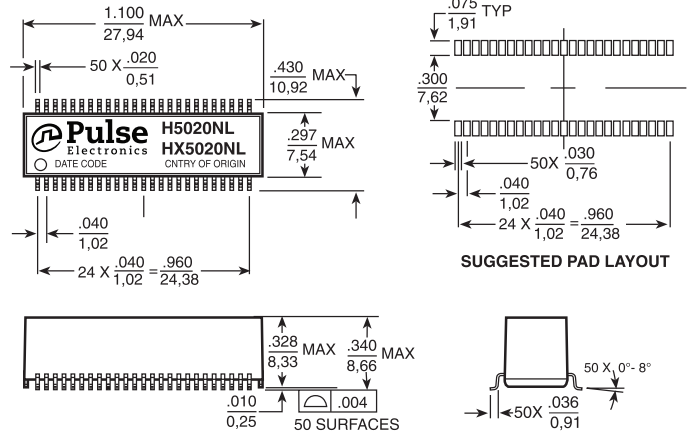 1.100 MAX
27,94
50 X .020
0,51
.430 MAX
10,92
Pulse
Electronics
H5020NL
HX5020NL
DATE CODE
CNTRY OF ORIGIN
.297 MAX
7,54
.040
1,02
24 X .040 = .960
1,02 24,38
.075 TYP
1,91
.300
7,62
50X .030
0,76
.040
1,02
24 X .040 = .960
1,02 24,38
SUGGESTED PAD LAYOUT
.328 MAX
8,33
.340 MAX
8,66
.010
0,25
.004
50 SURFACES
50 X 0°- 8°
50X .036
0,91